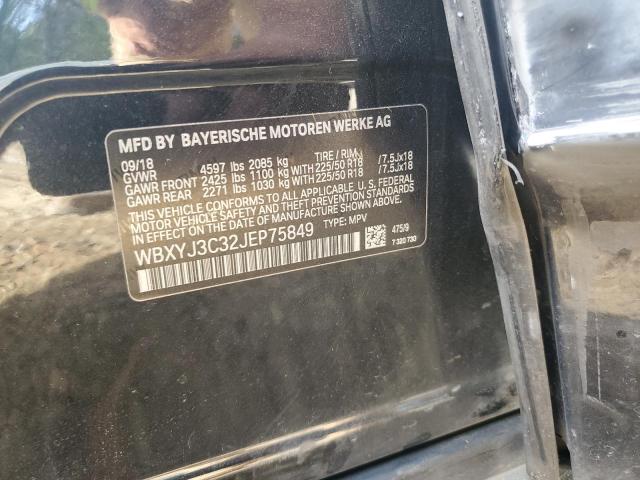 MFD BY BAYERISCHE MOTOREN WERKE AG
09/18 TIRE / RIM
GVWR 4597 lbs 2085 kg
GAWR FRONT 2425 lbs 1100 kg WITH 225/50 R18 / 7.5Jx18
GAWR REAR 2271 lbs 1030 kg WITH 225/50 R18 / 7.5Jx18
THIS VEHICLE CONFORMS TO ALL APPLICABLE U. S. FEDERAL
MOTOR VEHICLE SAFETY, BUMPER, AND THEFT PREVENTION
STANDARDS IN EFFECT ON THE DATE OF MANUFACTURE
SHOWN ABOVE.
WBXYJ3C32JEP75849 TYPE: MPV
475/9
7 320 730